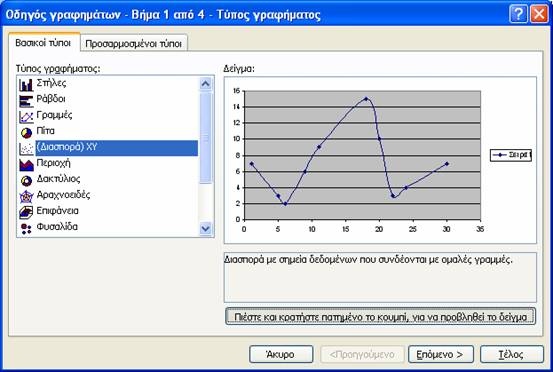 Οδηγός γραφημάτων - Βήμα 1 από 4 - Τύπος γραφήματος
Βασικοί τύποι
Προσαρμοσμένοι τύποι
Τύπος γραφήματος:
Στήλες
Ράβδοι
Γραμμές
Πίτα
(Διασπορά) XY
Περιοχή
Δακτύλιος
Αραχνοειδές
Επιφάνεια
Φυσαλίδα
Δείγμα:
16
14
12
10
8
6
4
2
0
0 5 10 15 20 25 30 35
Σειρά1
Διασπορά με σημεία δεδομένων που συνδέονται με ομαλές γραμμές.
Πιέστε και κρατήστε πατημένο το κουμπί, για να προβληθεί το δείγμα
Άκυρο
<Προηγούμενο
Επόμενο >
Τέλος